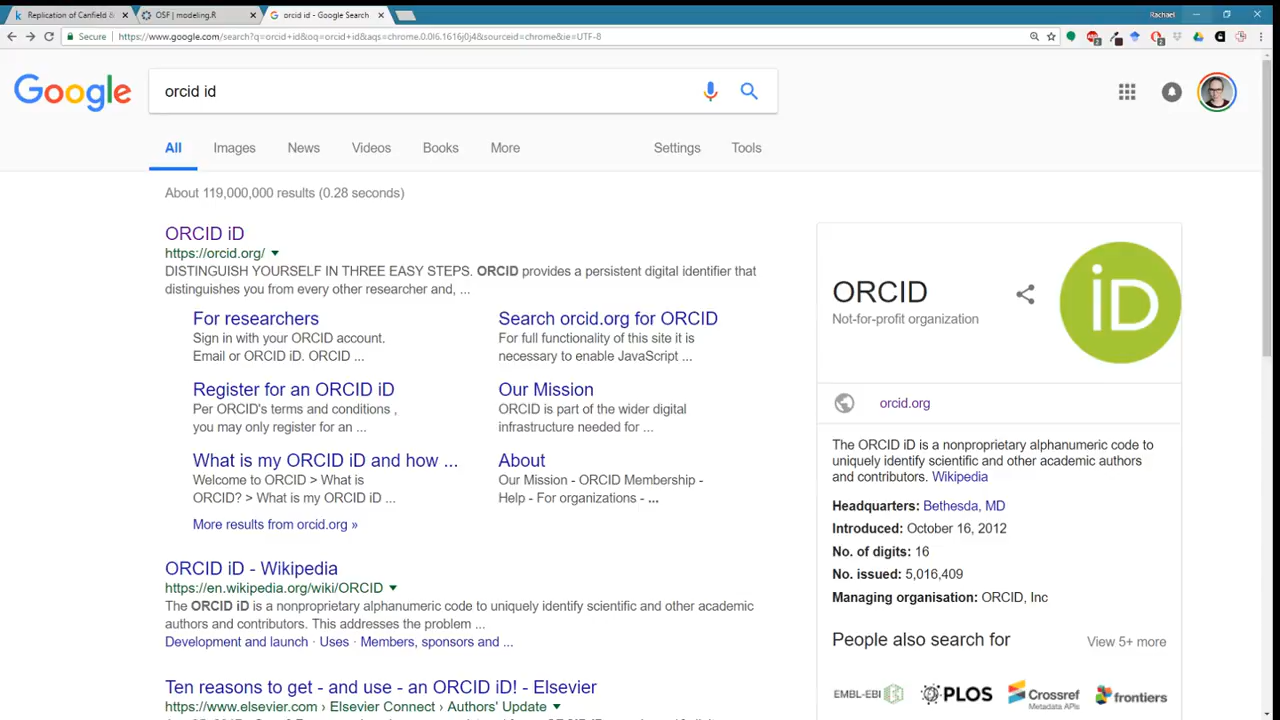 Replication of Canfield &
OSF | modeling.R
orcid id - Google Search
Rachael
Secure
https://www.google.com/search?q=orcid+id&oq=orcid+id&aqs=chrome.0.0l6.1616j0j4&sourceid=chrome&ie=UTF-8
Google
orcid id
All Images News Videos Books More Settings Tools
About 119,000,000 results (0.28 seconds)
ORCID iD
https://orcid.org/
DISTINGUISH YOURSELF IN THREE EASY STEPS. ORCID provides a persistent digital identifier that
distinguishes you from every other researcher and, ...
For researchers
Sign in with your ORCID account.
Email or ORCID iD. ORCID ...
Search orcid.org for ORCID
For full functionality of this site it is
necessary to enable JavaScript ...
Register for an ORCID iD
Per ORCID's terms and conditions ,
you may only register for an ...
Our Mission
ORCID is part of the wider digital
infrastructure needed for ...
What is my ORCID iD and how ...
Welcome to ORCID > What is
ORCID? > What is my ORCID iD ...
About
Our Mission - ORCID Membership -
Help - For organizations - ...
More results from orcid.org »
ORCID iD - Wikipedia
https://en.wikipedia.org/wiki/ORCID
The ORCID iD is a nonproprietary alphanumeric code to uniquely identify scientific and other academic
authors and contributors. This addresses the problem ...
Development and launch · Uses · Members, sponsors and ...
Ten reasons to get - and use - an ORCID iD! - Elsevier
https://www.elsevier.com › Elsevier Connect › Authors' Update
ORCID
Not-for-profit organization
iD
orcid.org
The ORCID iD is a nonproprietary alphanumeric code to
uniquely identify scientific and other academic authors
and contributors. Wikipedia
Headquarters: Bethesda, MD
Introduced: October 16, 2012
No. of digits: 16
No. issued: 5,016,409
Managing organisation: ORCID, Inc
People also search for
View 5+ more
EMBL-EBI
PLOS
Crossref
Metadata APIs
frontiers